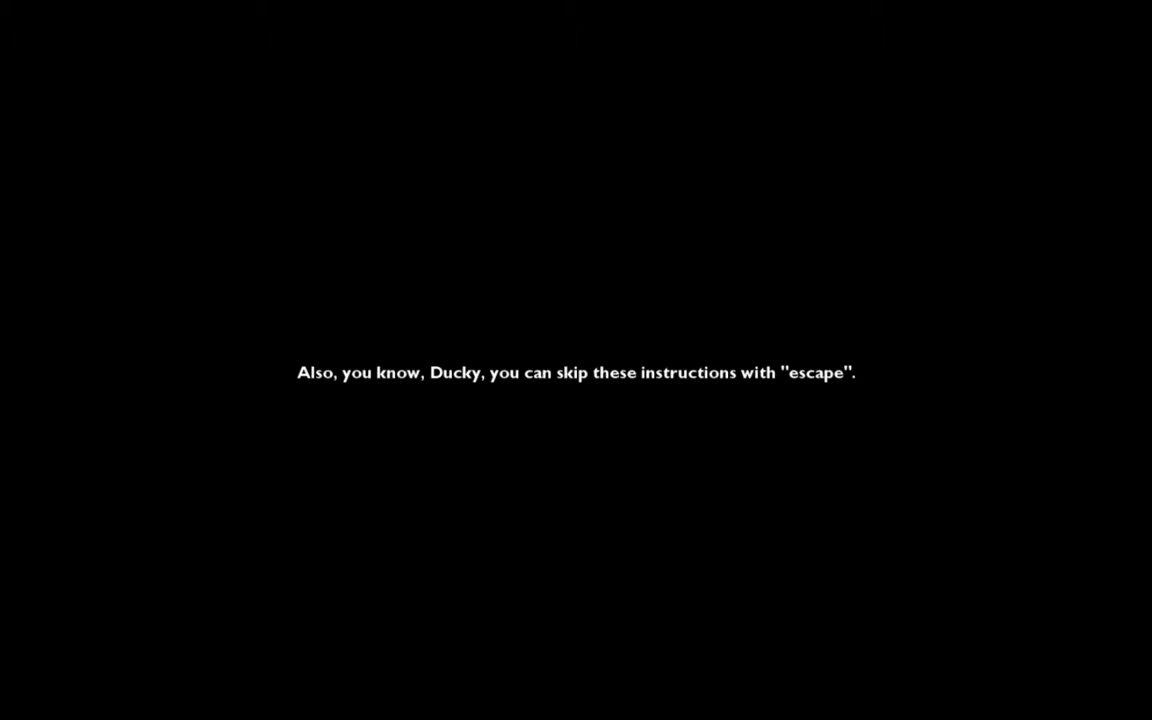 Also, you know, Ducky, you can skip these instructions with "escape".